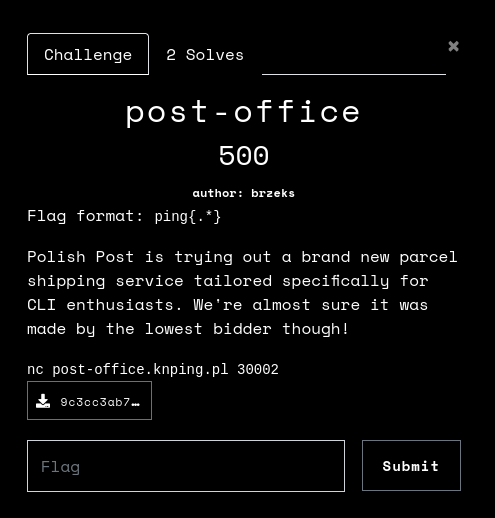 Challenge 2 Solves ×
post-office
500
author: brzeks
Flag format: ping{.*}
Polish Post is trying out a brand new parcel
shipping service tailored specifically for
CLI enthusiasts. We're almost sure it was
made by the lowest bidder though!
nc post-office.knping.pl 30002
9c3cc3ab7…
Flag Submit